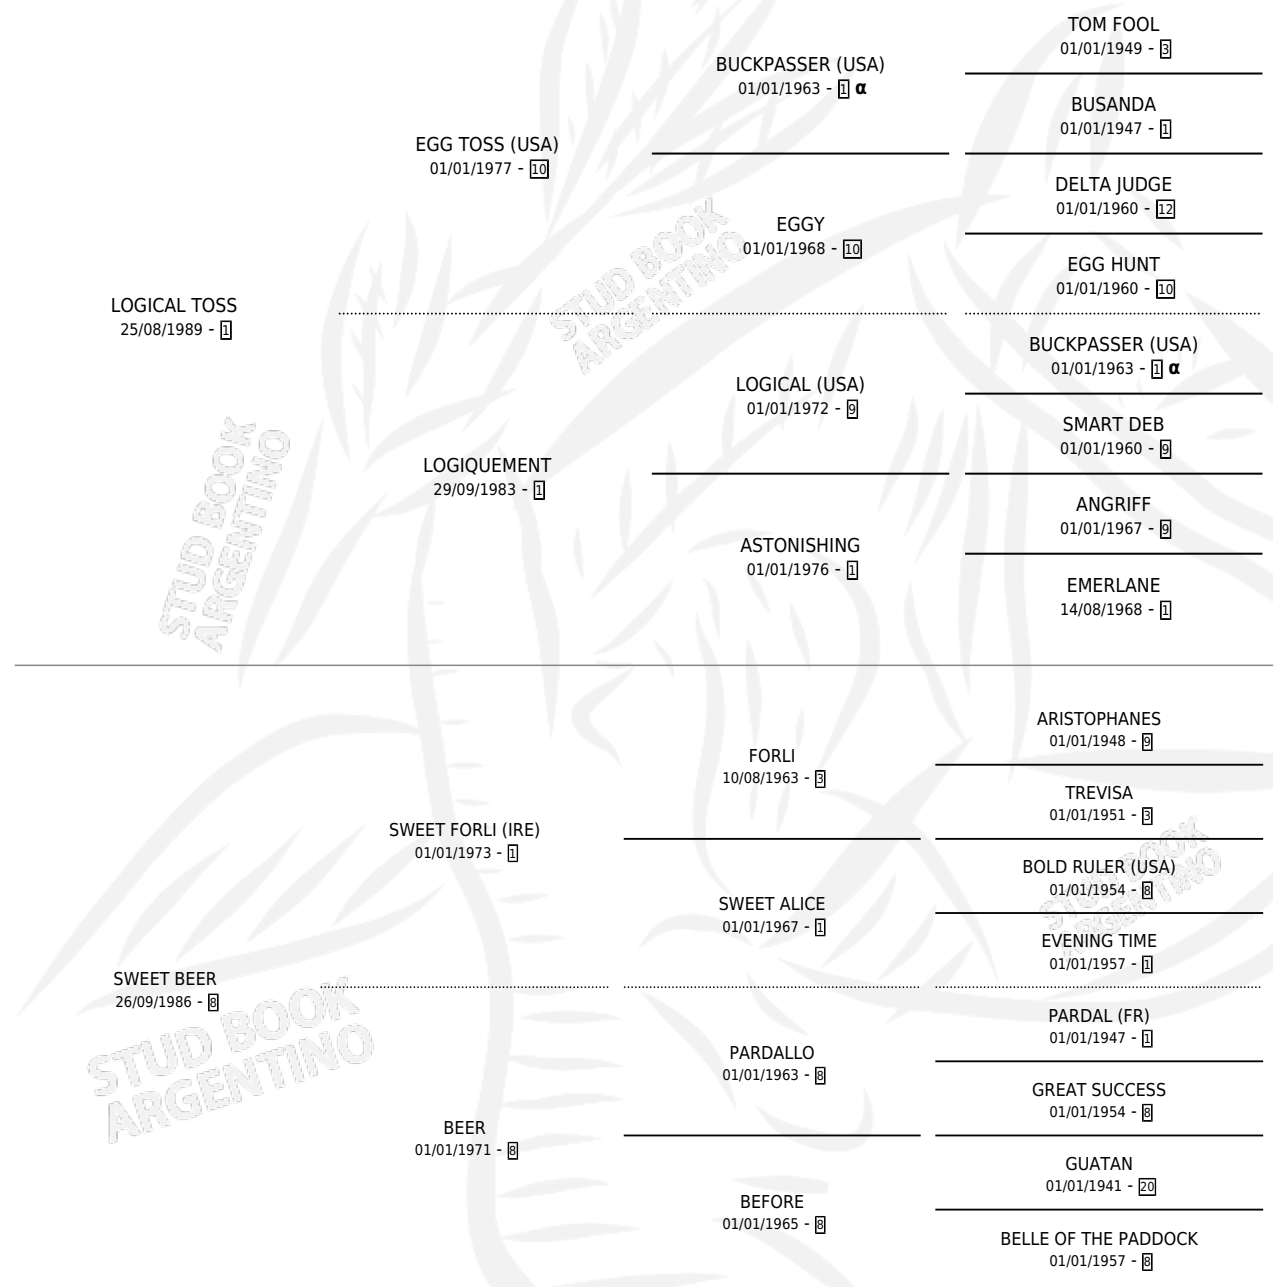 TOM FOOL
01/01/1949 - 3
BUCKPASSER (USA)
01/01/1963 - 1 α
BUSANDA
01/01/1947 - 1
EGG TOSS (USA)
01/01/1977 - 10
DELTA JUDGE
01/01/1960 - 12
EGGY
01/01/1968 - 10
EGG HUNT
01/01/1960 - 10
LOGICAL TOSS
25/08/1989 - 1
BUCKPASSER (USA)
01/01/1963 - 1 α
LOGICAL (USA)
01/01/1972 - 9
SMART DEB
01/01/1960 - 9
LOGIQUEMENT
29/09/1983 - 1
ANGRIFF
01/01/1967 - 9
ASTONISHING
01/01/1976 - 1
EMERLANE
14/08/1968 - 1
ARISTOPHANES
01/01/1948 - 9
FORLI
10/08/1963 - 3
TREVISA
01/01/1951 - 3
SWEET FORLI (IRE)
01/01/1973 - 1
BOLD RULER (USA)
01/01/1954 - 8
SWEET ALICE
01/01/1967 - 1
EVENING TIME
01/01/1957 - 1
SWEET BEER
26/09/1986 - 8
PARDAL (FR)
01/01/1947 - 1
PARDALLO
01/01/1963 - 8
GREAT SUCCESS
01/01/1954 - 8
BEER
01/01/1971 - 8
GUATAN
01/01/1941 - 20
BEFORE
01/01/1965 - 8
BELLE OF THE PADDOCK
01/01/1957 - 8
STUD BOOK
ARGENTINO
STUD BOOK
ARGENTINO
STUD BOOK
ARGENTINO
STUD BOOK
ARGENTINO